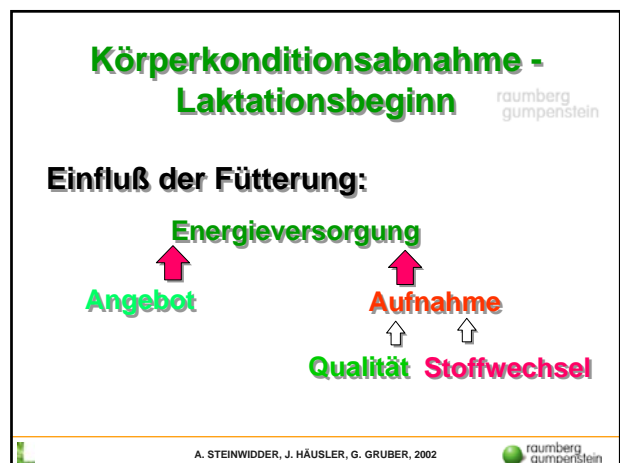 Körperkonditionsabnahme -
Laktationsbeginn
raumberg
gumpenstein
Einfluß der Fütterung:
Energieversorgung
Angebot Aufnahme
Qualität Stoffwechsel
A. STEINWIDDER, J. HÄUSLER, G. GRUBER, 2002
raumberg
gumpenstein